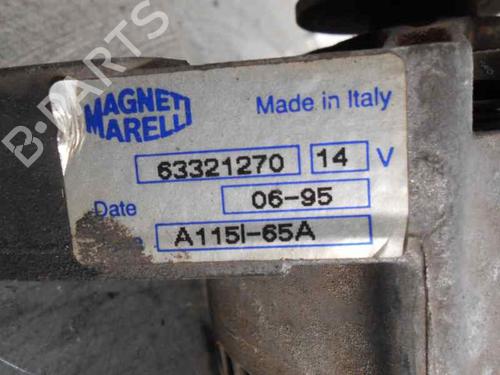 MAGNETI
MARELLI
Made in Italy
63321270 14 V
Date 06-95
A115I-65A
B-PARTS